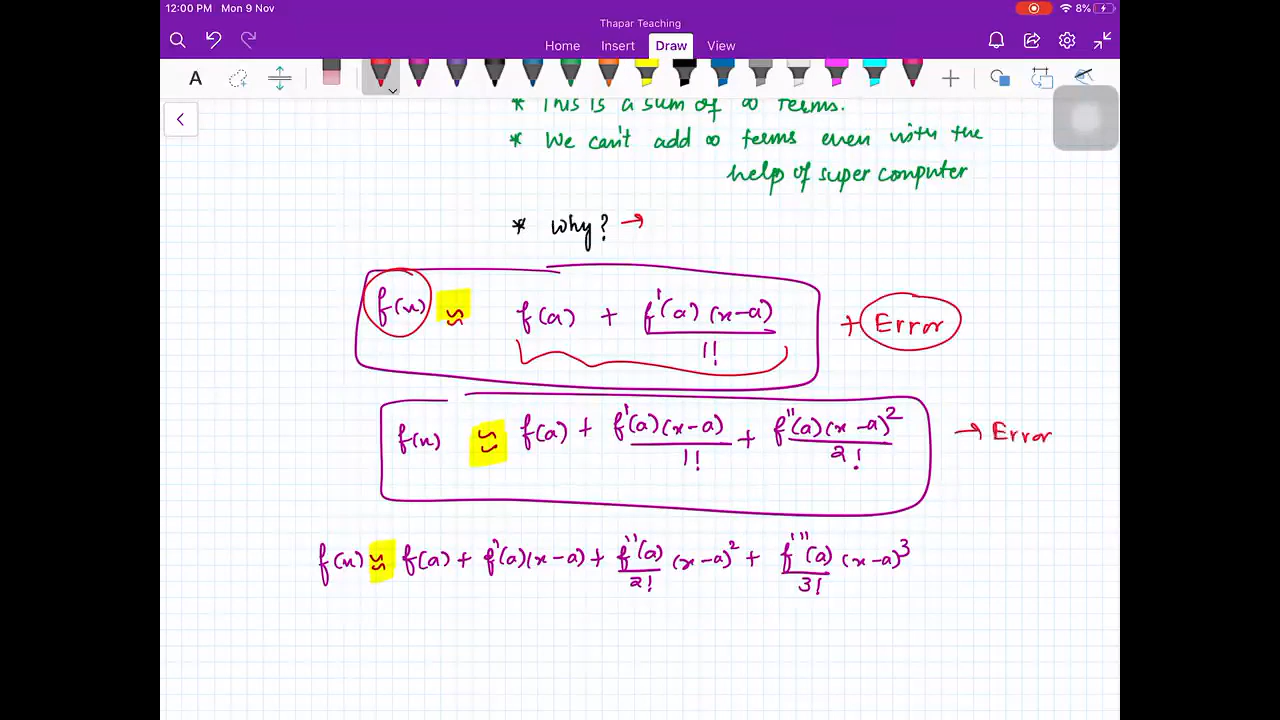 12:00 PM Mon 9 Nov
8%
Thapar Teaching
Home Insert Draw View
A
* This is a sum of ∞ terms.
* We can't add ∞ terms even with the
help of super computer
* Why? →
f(x) ≈ f(a) + f'(a)(x-a)/1! + Error
f(x) ≈ f(a) + f'(a)(x-a)/1! + f''(a)(x-a)²/2! → Error
f(x) ≈ f(a) + f'(a)(x-a) + f''(a)/2! (x-a)² + f'''(a)/3! (x-a)³